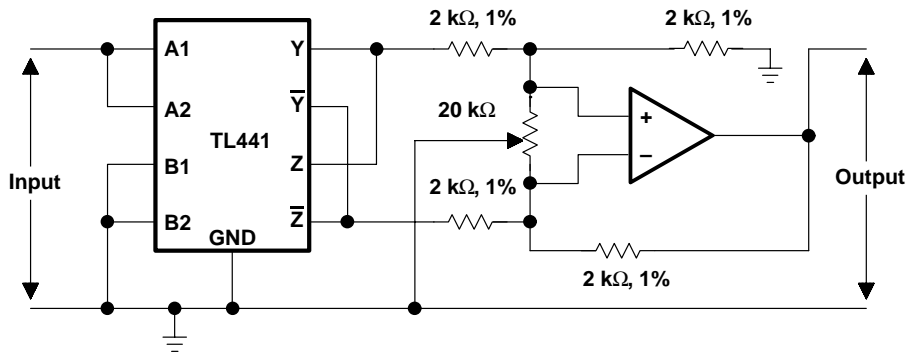 2 kΩ, 1%
2 kΩ, 1%
A1
Y
A2
Y̅
20 kΩ
+
TL441
B1
Z
−
Input
2 kΩ, 1%
Output
B2
Z̅
GND
2 kΩ, 1%